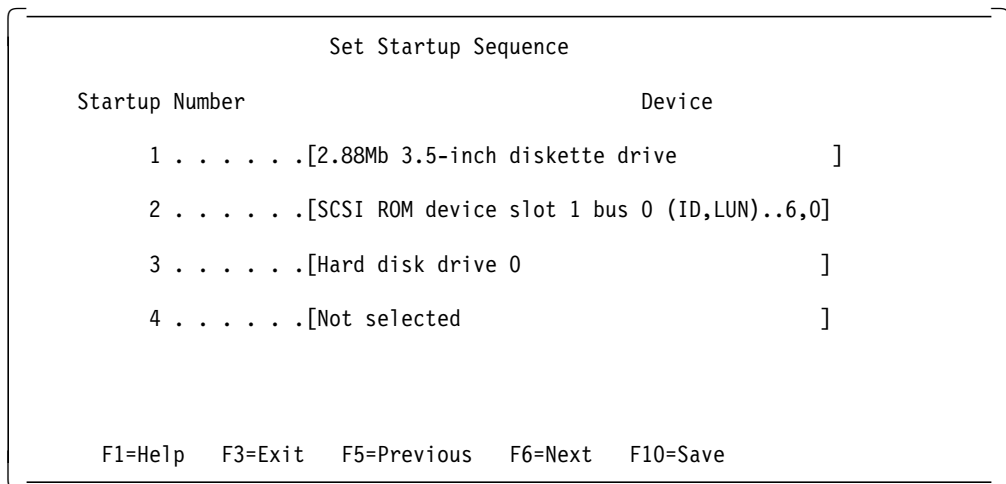 Set Startup Sequence
Startup Number Device
1 . . . . . .[2.88Mb 3.5-inch diskette drive ]
2 . . . . . .[SCSI ROM device slot 1 bus 0 (ID,LUN)..6,0]
3 . . . . . .[Hard disk drive 0 ]
4 . . . . . .[Not selected ]
F1=Help F3=Exit F5=Previous F6=Next F10=Save